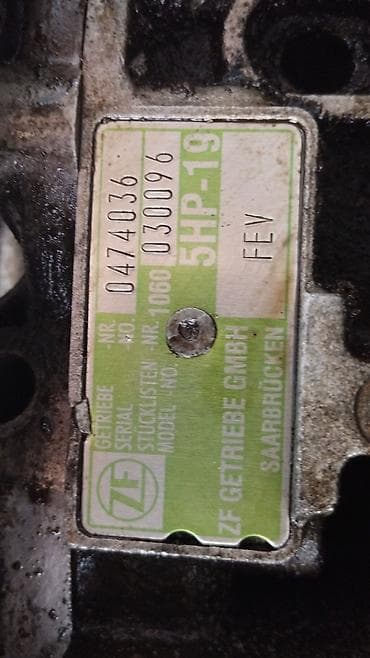 GETRIEBE -NR.
SERIAL -NO. 0474036
STÜCKLISTEN -NR.
MODEL -NO. 1060 030096
ZF 5HP-19
ZF GETRIEBE GMBH
SAARBRÜCKEN FEV